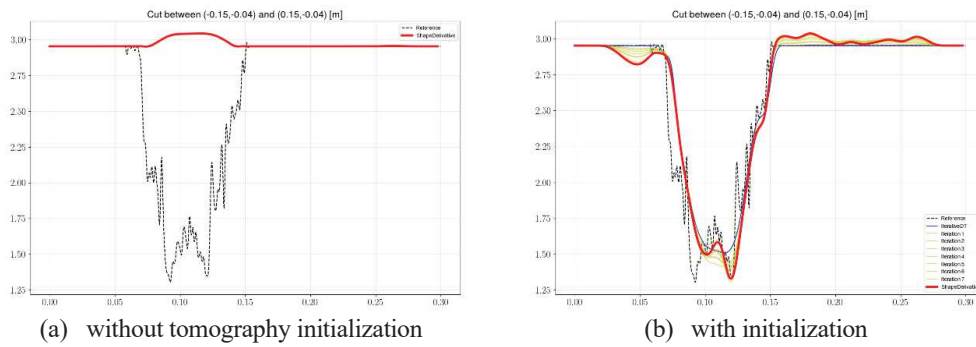 Cut between (-0.15,-0.04) and (0.15,-0.04) [m]
Reference
ShapeDerivative
3.00
2.75
2.50
2.25
2.00
1.75
1.50
1.25
0.00 0.05 0.10 0.15 0.20 0.25 0.30
(a) without tomography initialization
Cut between (-0.15,-0.04) and (0.15,-0.04) [m]
3.00
2.75
2.50
2.25
2.00
1.75
1.50
1.25
Reference
IterativeDT
Iteration 1
Iteration 2
Iteration 3
Iteration 4
Iteration 5
Iteration 6
Iteration 7
ShapeDerivative
0.00 0.05 0.10 0.15 0.20 0.25 0.30
(b) with initialization